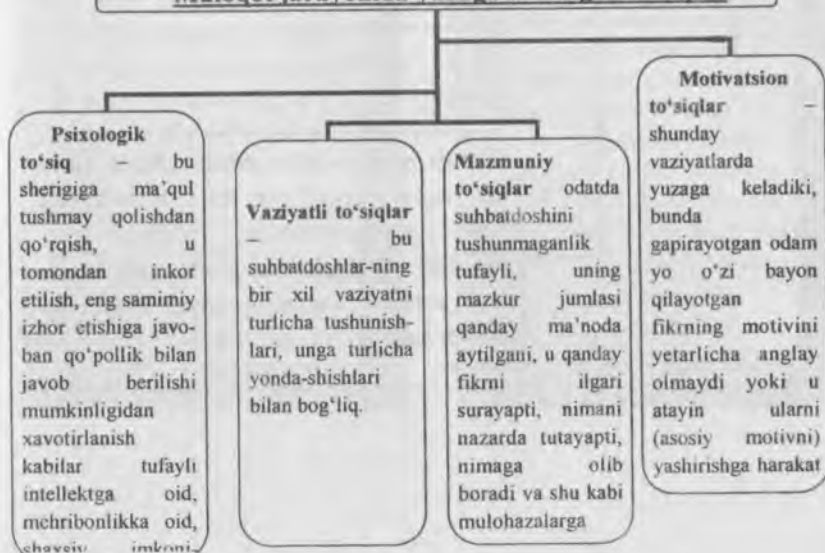 Psixologik
to‘siq – bu
sherigiga ma’qul
tushmay qolishdan
qo‘rqish, u
tomondan inkor
etilish, eng samimiy
izhor etishiga javo-
ban qo‘pollik bilan
javob berilishi
mumkinligidan
xavotirlanish
kabilar tufayli
intellektga oid,
mehribonlikka oid,
shaxsiy imkoni-
Vaziyatli to‘siqlar
– bu
suhbatdoshlar-ning
bir xil vaziyatni
turlicha tushunish-
lari, unga turlicha
yonda-shishlari
bilan bog‘liq.
Mazmuniy
to‘siqlar odatda
suhbatdoshini
tushunmaganlik
tufayli, uning
mazkur jumlasi
qanday ma’noda
aytilgani, u qanday
fikrni ilgari
surayapti, nimani
nazarda tutayapti,
nimaga olib
boradi va shu kabi
mulohazalarga
Motivatsion
to‘siqlar –
shunday
vaziyatlarda
yuzaga keladiki,
bunda
gapirayotgan odam
yo o’zi bayon
qilayotgan
fikrning motivini
yetarlicha anglay
olmaydi yoki u
atayin ularni
(asosiy motivni)
yashirishga harakat